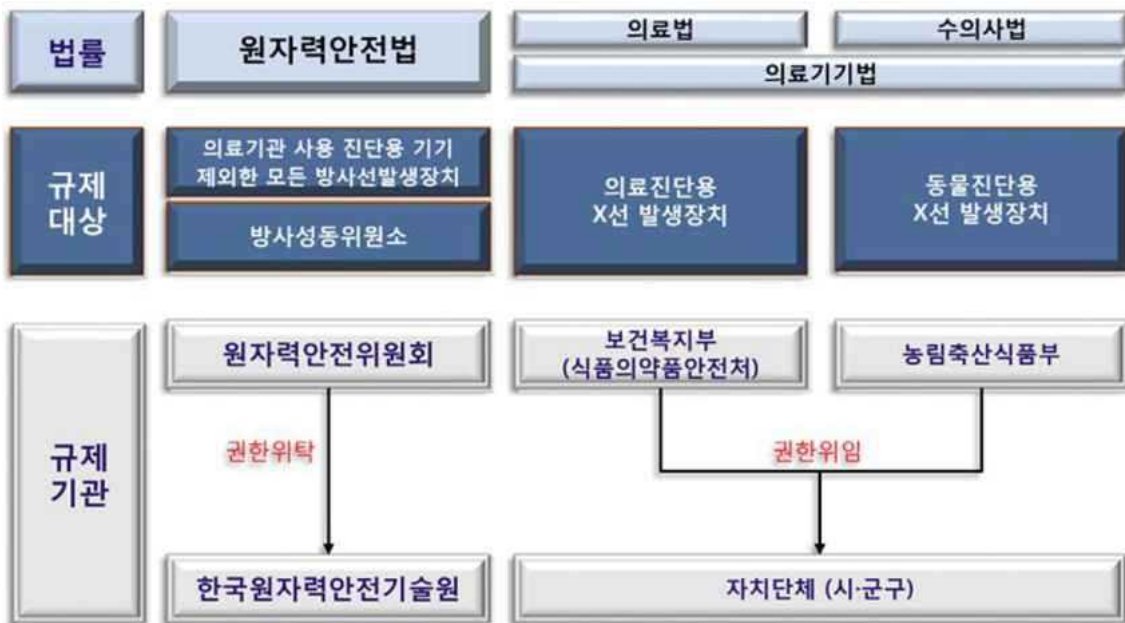 법률
원자력안전법
의료법
수의사법
의료기기법
규제
대상
의료기관 사용 진단용 기기
제외한 모든 방사선발생장치
방사성동위원소
의료진단용
X선 발생장치
동물진단용
X선 발생장치
규제
기관
원자력안전위원회
보건복지부
(식품의약품안전처)
농림축산식품부
권한위탁
권한위임
한국원자력안전기술원
자치단체 (시·군구)